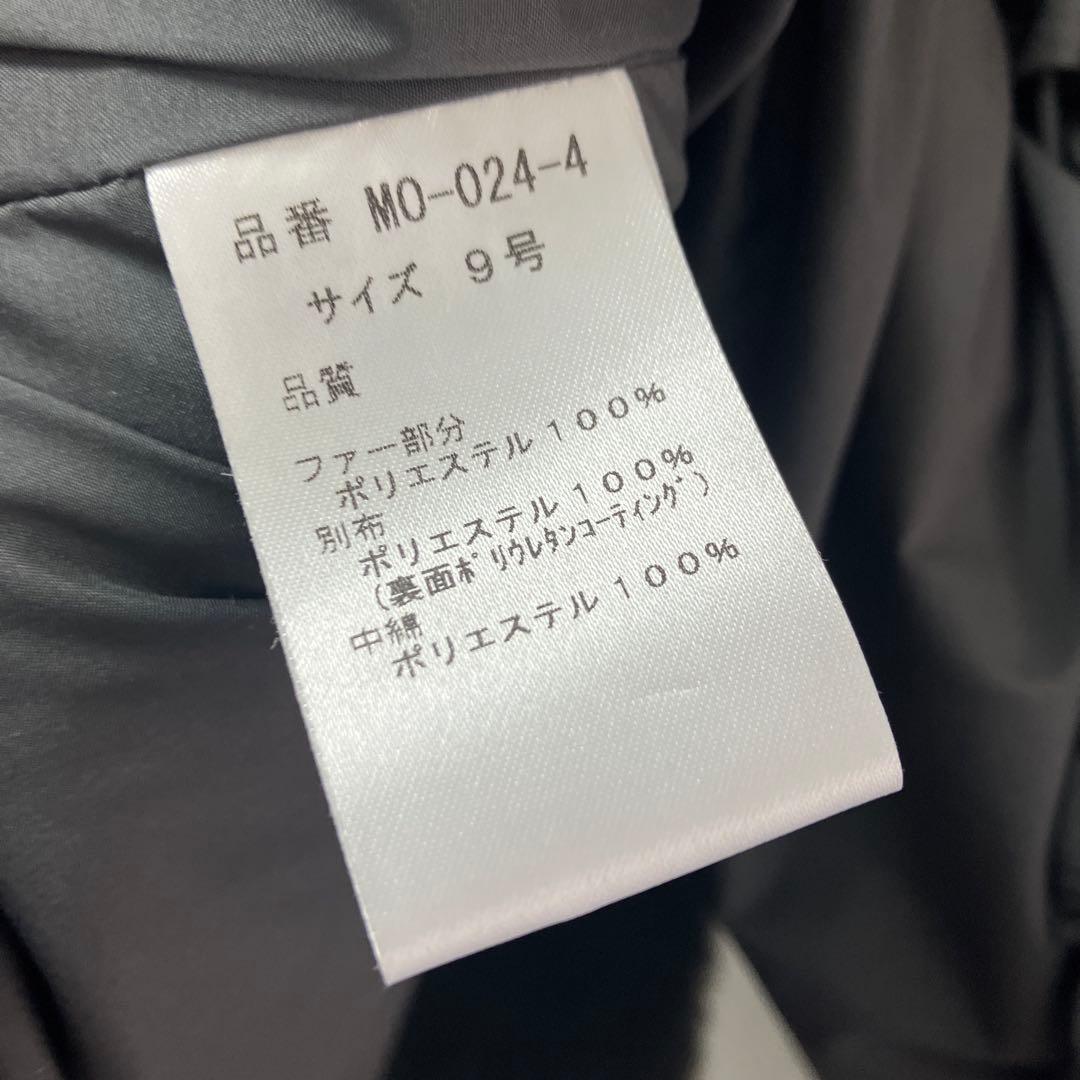 品番 MO-024-4
サイズ 9号
品質
ファー部分
ポリエステル100%
別布
ポリエステル100%
(裏面ポリウレタンコーティング)
中綿
ポリエステル100%